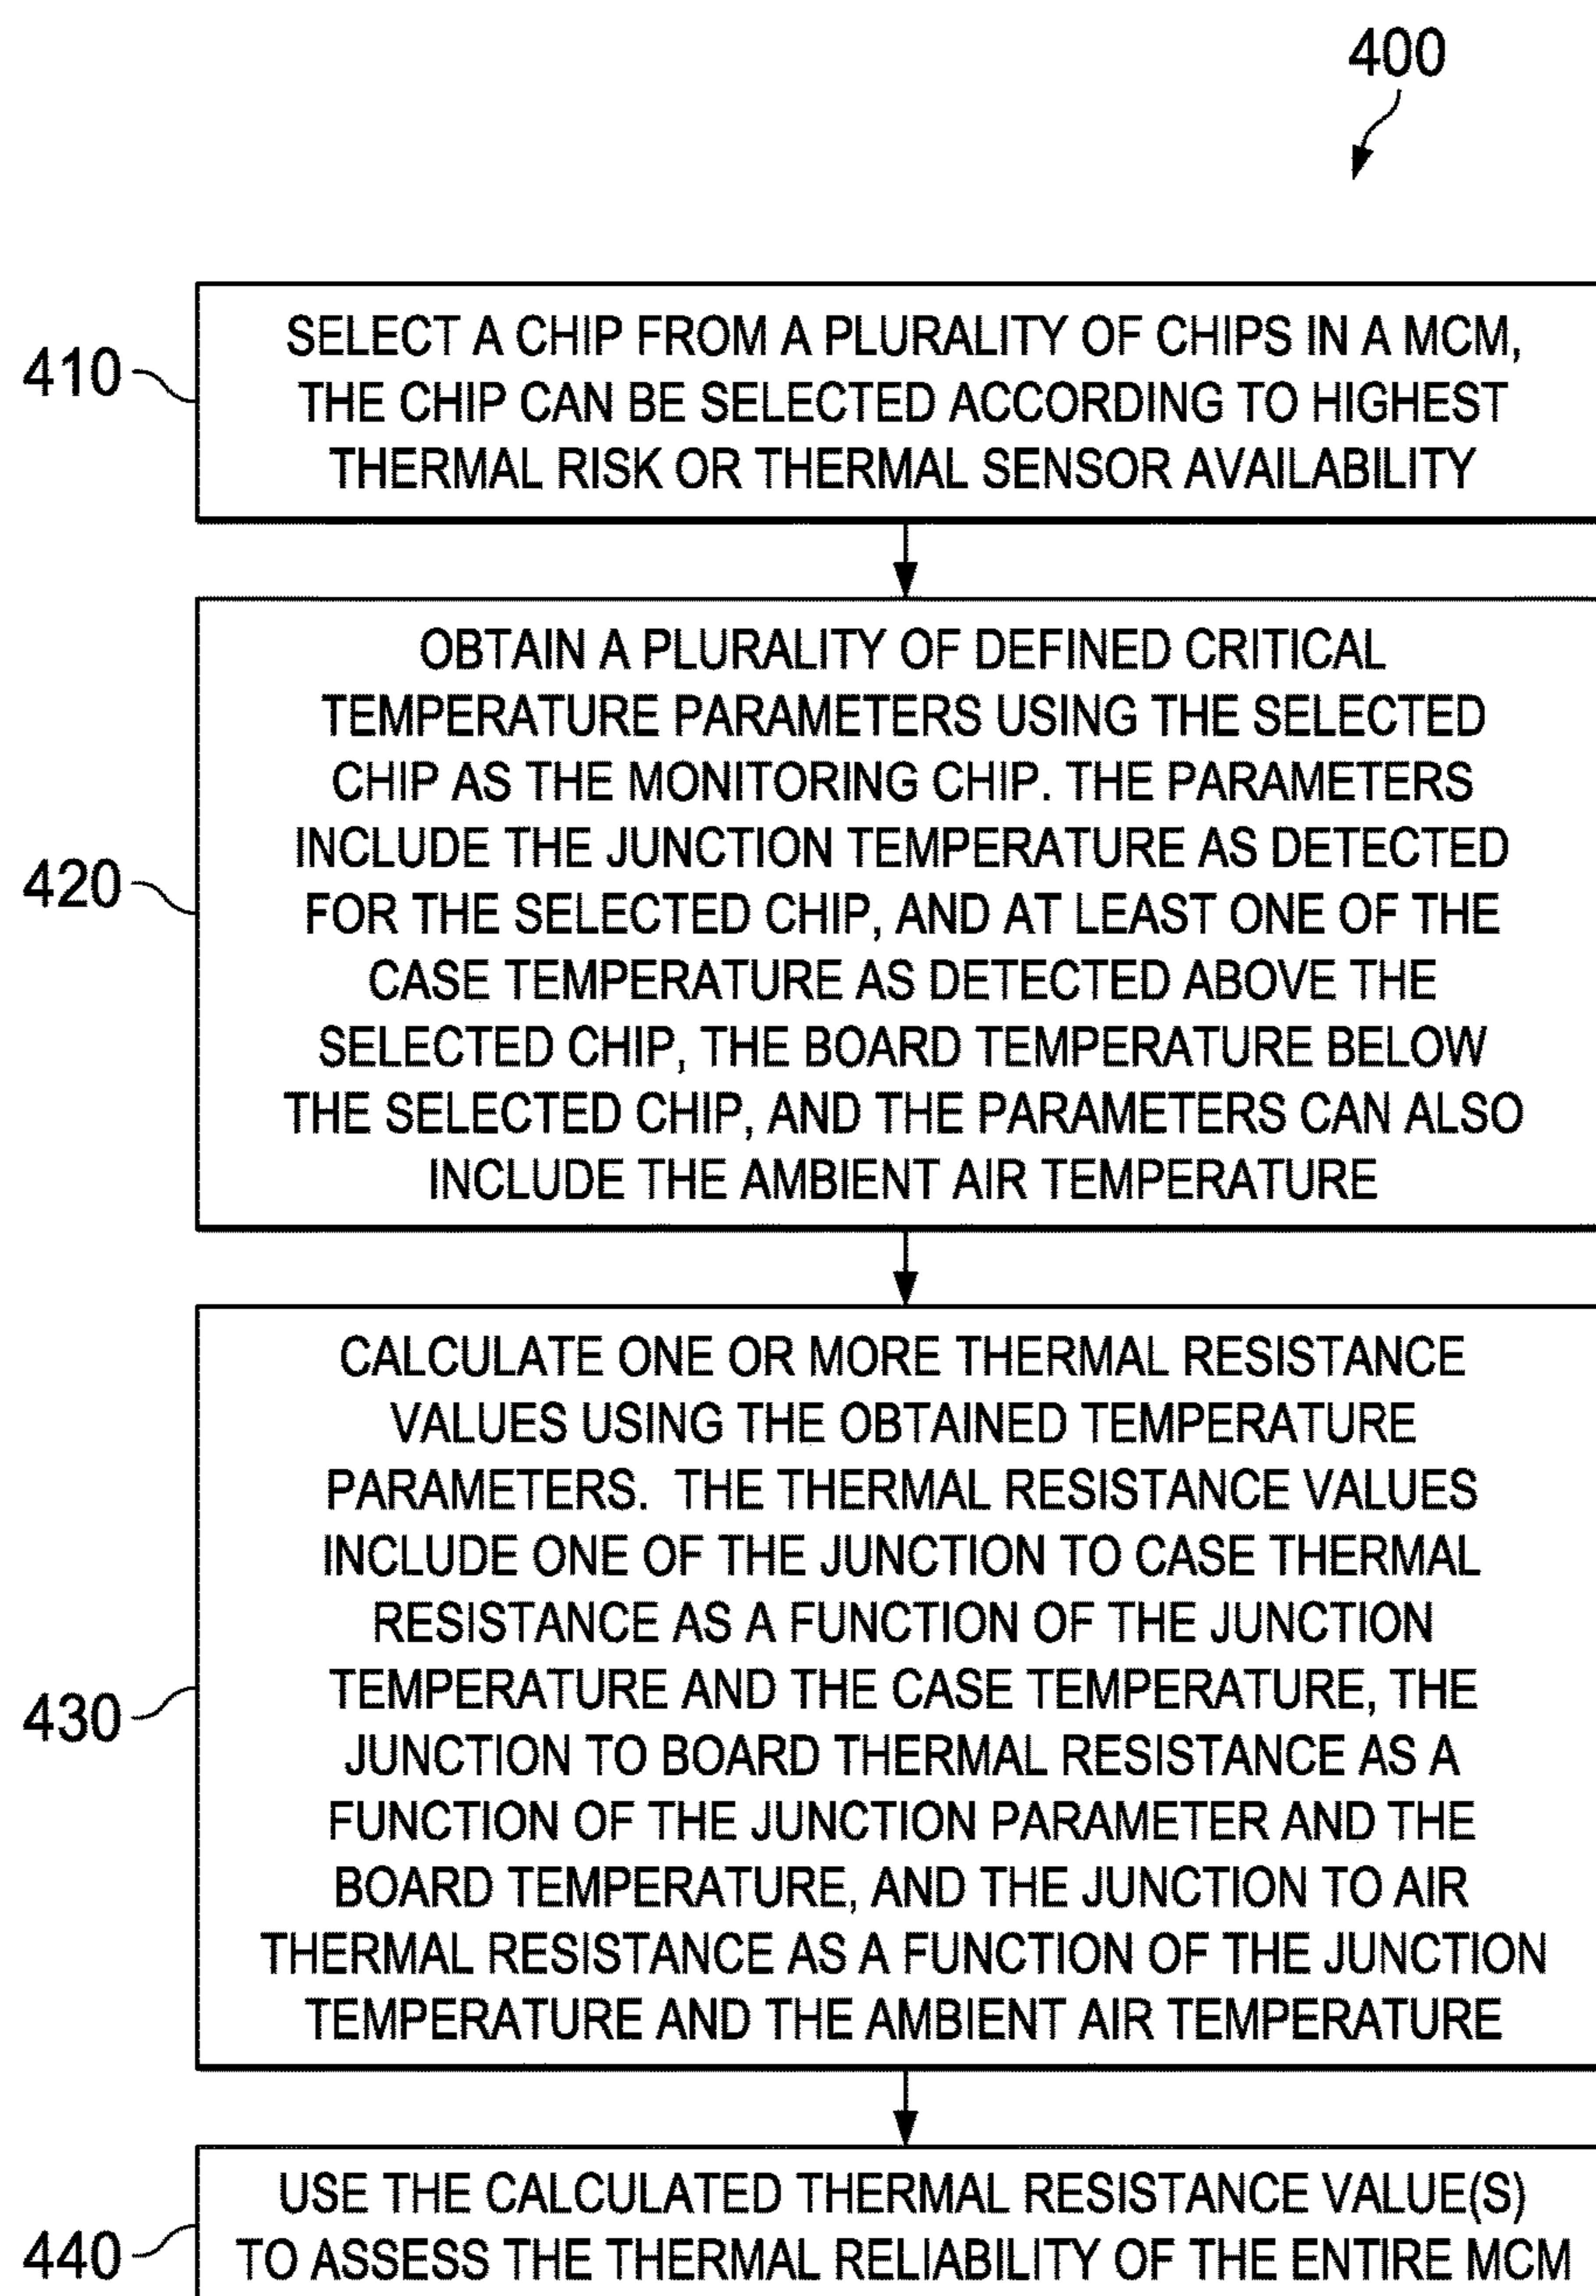 400
410
SELECT A CHIP FROM A PLURALITY OF CHIPS IN A MCM,
THE CHIP CAN BE SELECTED ACCORDING TO HIGHEST
THERMAL RISK OR THERMAL SENSOR AVAILABILITY
420
OBTAIN A PLURALITY OF DEFINED CRITICAL
TEMPERATURE PARAMETERS USING THE SELECTED
CHIP AS THE MONITORING CHIP. THE PARAMETERS
INCLUDE THE JUNCTION TEMPERATURE AS DETECTED
FOR THE SELECTED CHIP, AND AT LEAST ONE OF THE
CASE TEMPERATURE AS DETECTED ABOVE THE
SELECTED CHIP, THE BOARD TEMPERATURE BELOW
THE SELECTED CHIP, AND THE PARAMETERS CAN ALSO
INCLUDE THE AMBIENT AIR TEMPERATURE
430
CALCULATE ONE OR MORE THERMAL RESISTANCE
VALUES USING THE OBTAINED TEMPERATURE
PARAMETERS. THE THERMAL RESISTANCE VALUES
INCLUDE ONE OF THE JUNCTION TO CASE THERMAL
RESISTANCE AS A FUNCTION OF THE JUNCTION
TEMPERATURE AND THE CASE TEMPERATURE, THE
JUNCTION TO BOARD THERMAL RESISTANCE AS A
FUNCTION OF THE JUNCTION PARAMETER AND THE
BOARD TEMPERATURE, AND THE JUNCTION TO AIR
THERMAL RESISTANCE AS A FUNCTION OF THE JUNCTION
TEMPERATURE AND THE AMBIENT AIR TEMPERATURE
440
USE THE CALCULATED THERMAL RESISTANCE VALUE(S)
TO ASSESS THE THERMAL RELIABILITY OF THE ENTIRE MCM